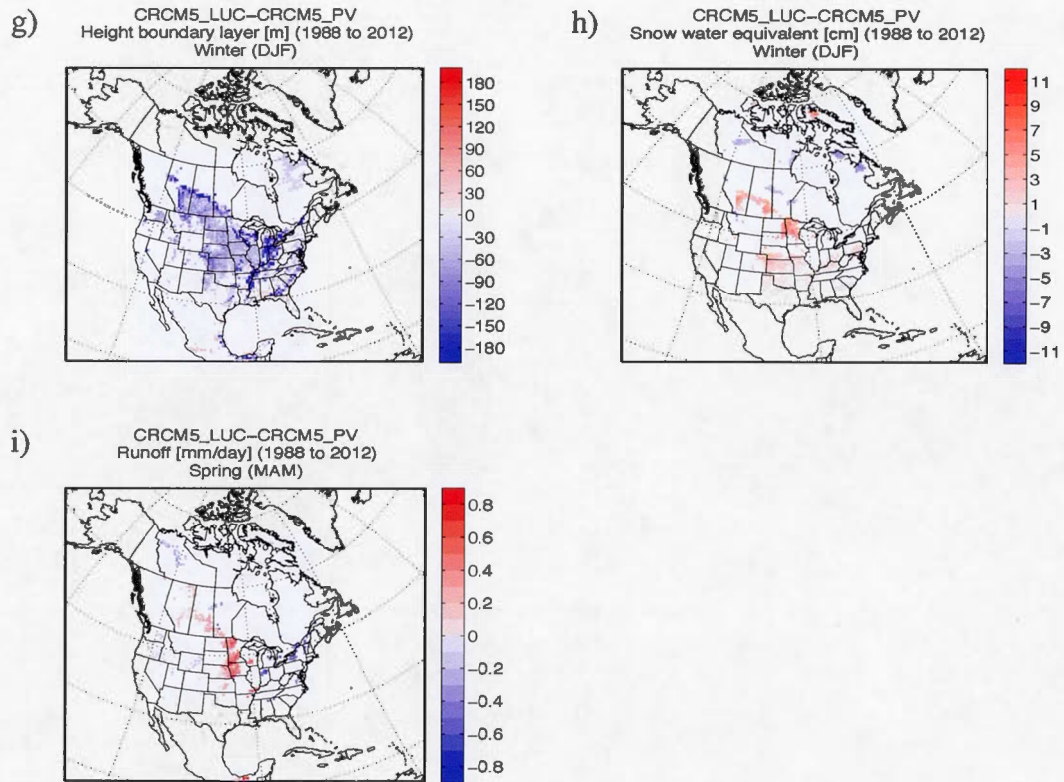 g)
CRCM5_LUC−CRCM5_PV
Height boundary layer [m] (1988 to 2012)
Winter (DJF)
180
150
120
90
60
30
0
−30
−60
−90
−120
−150
−180
h)
CRCM5_LUC−CRCM5_PV
Snow water equivalent [cm] (1988 to 2012)
Winter (DJF)
11
9
7
5
3
1
−1
−3
−5
−7
−9
−11
i)
CRCM5_LUC−CRCM5_PV
Runoff [mm/day] (1988 to 2012)
Spring (MAM)
0.8
0.6
0.4
0.2
0
−0.2
−0.4
−0.6
−0.8